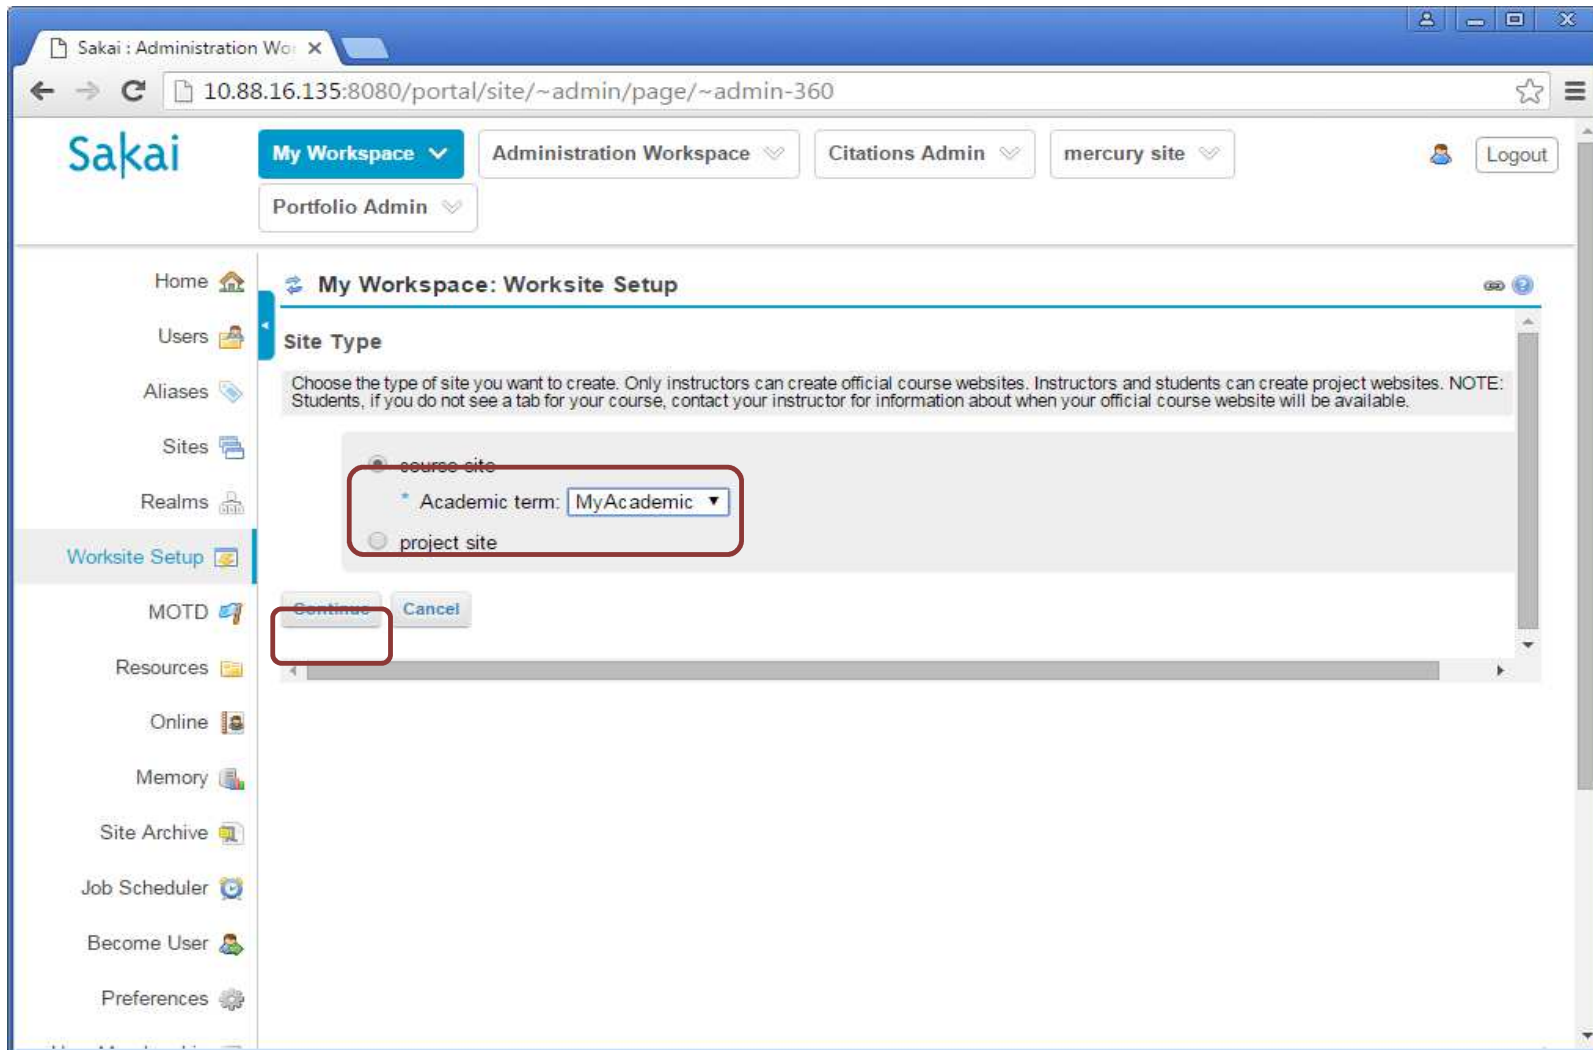 Sakai : Administration Wo
10.88.16.135:8080/portal/site/~admin/page/~admin-360
Sakai
My Workspace
Administration Workspace
Citations Admin
mercury site
Logout
Portfolio Admin
Home
Users
Aliases
Sites
Realms
Worksite Setup
MOTD
Resources
Online
Memory
Site Archive
Job Scheduler
Become User
Preferences
My Workspace: Worksite Setup
Site Type
Choose the type of site you want to create. Only instructors can create official course websites. Instructors and students can create project websites. NOTE:
Students, if you do not see a tab for your course, contact your instructor for information about when your official course website will be available.
course site
* Academic term: MyAcademic
project site
Continue Cancel